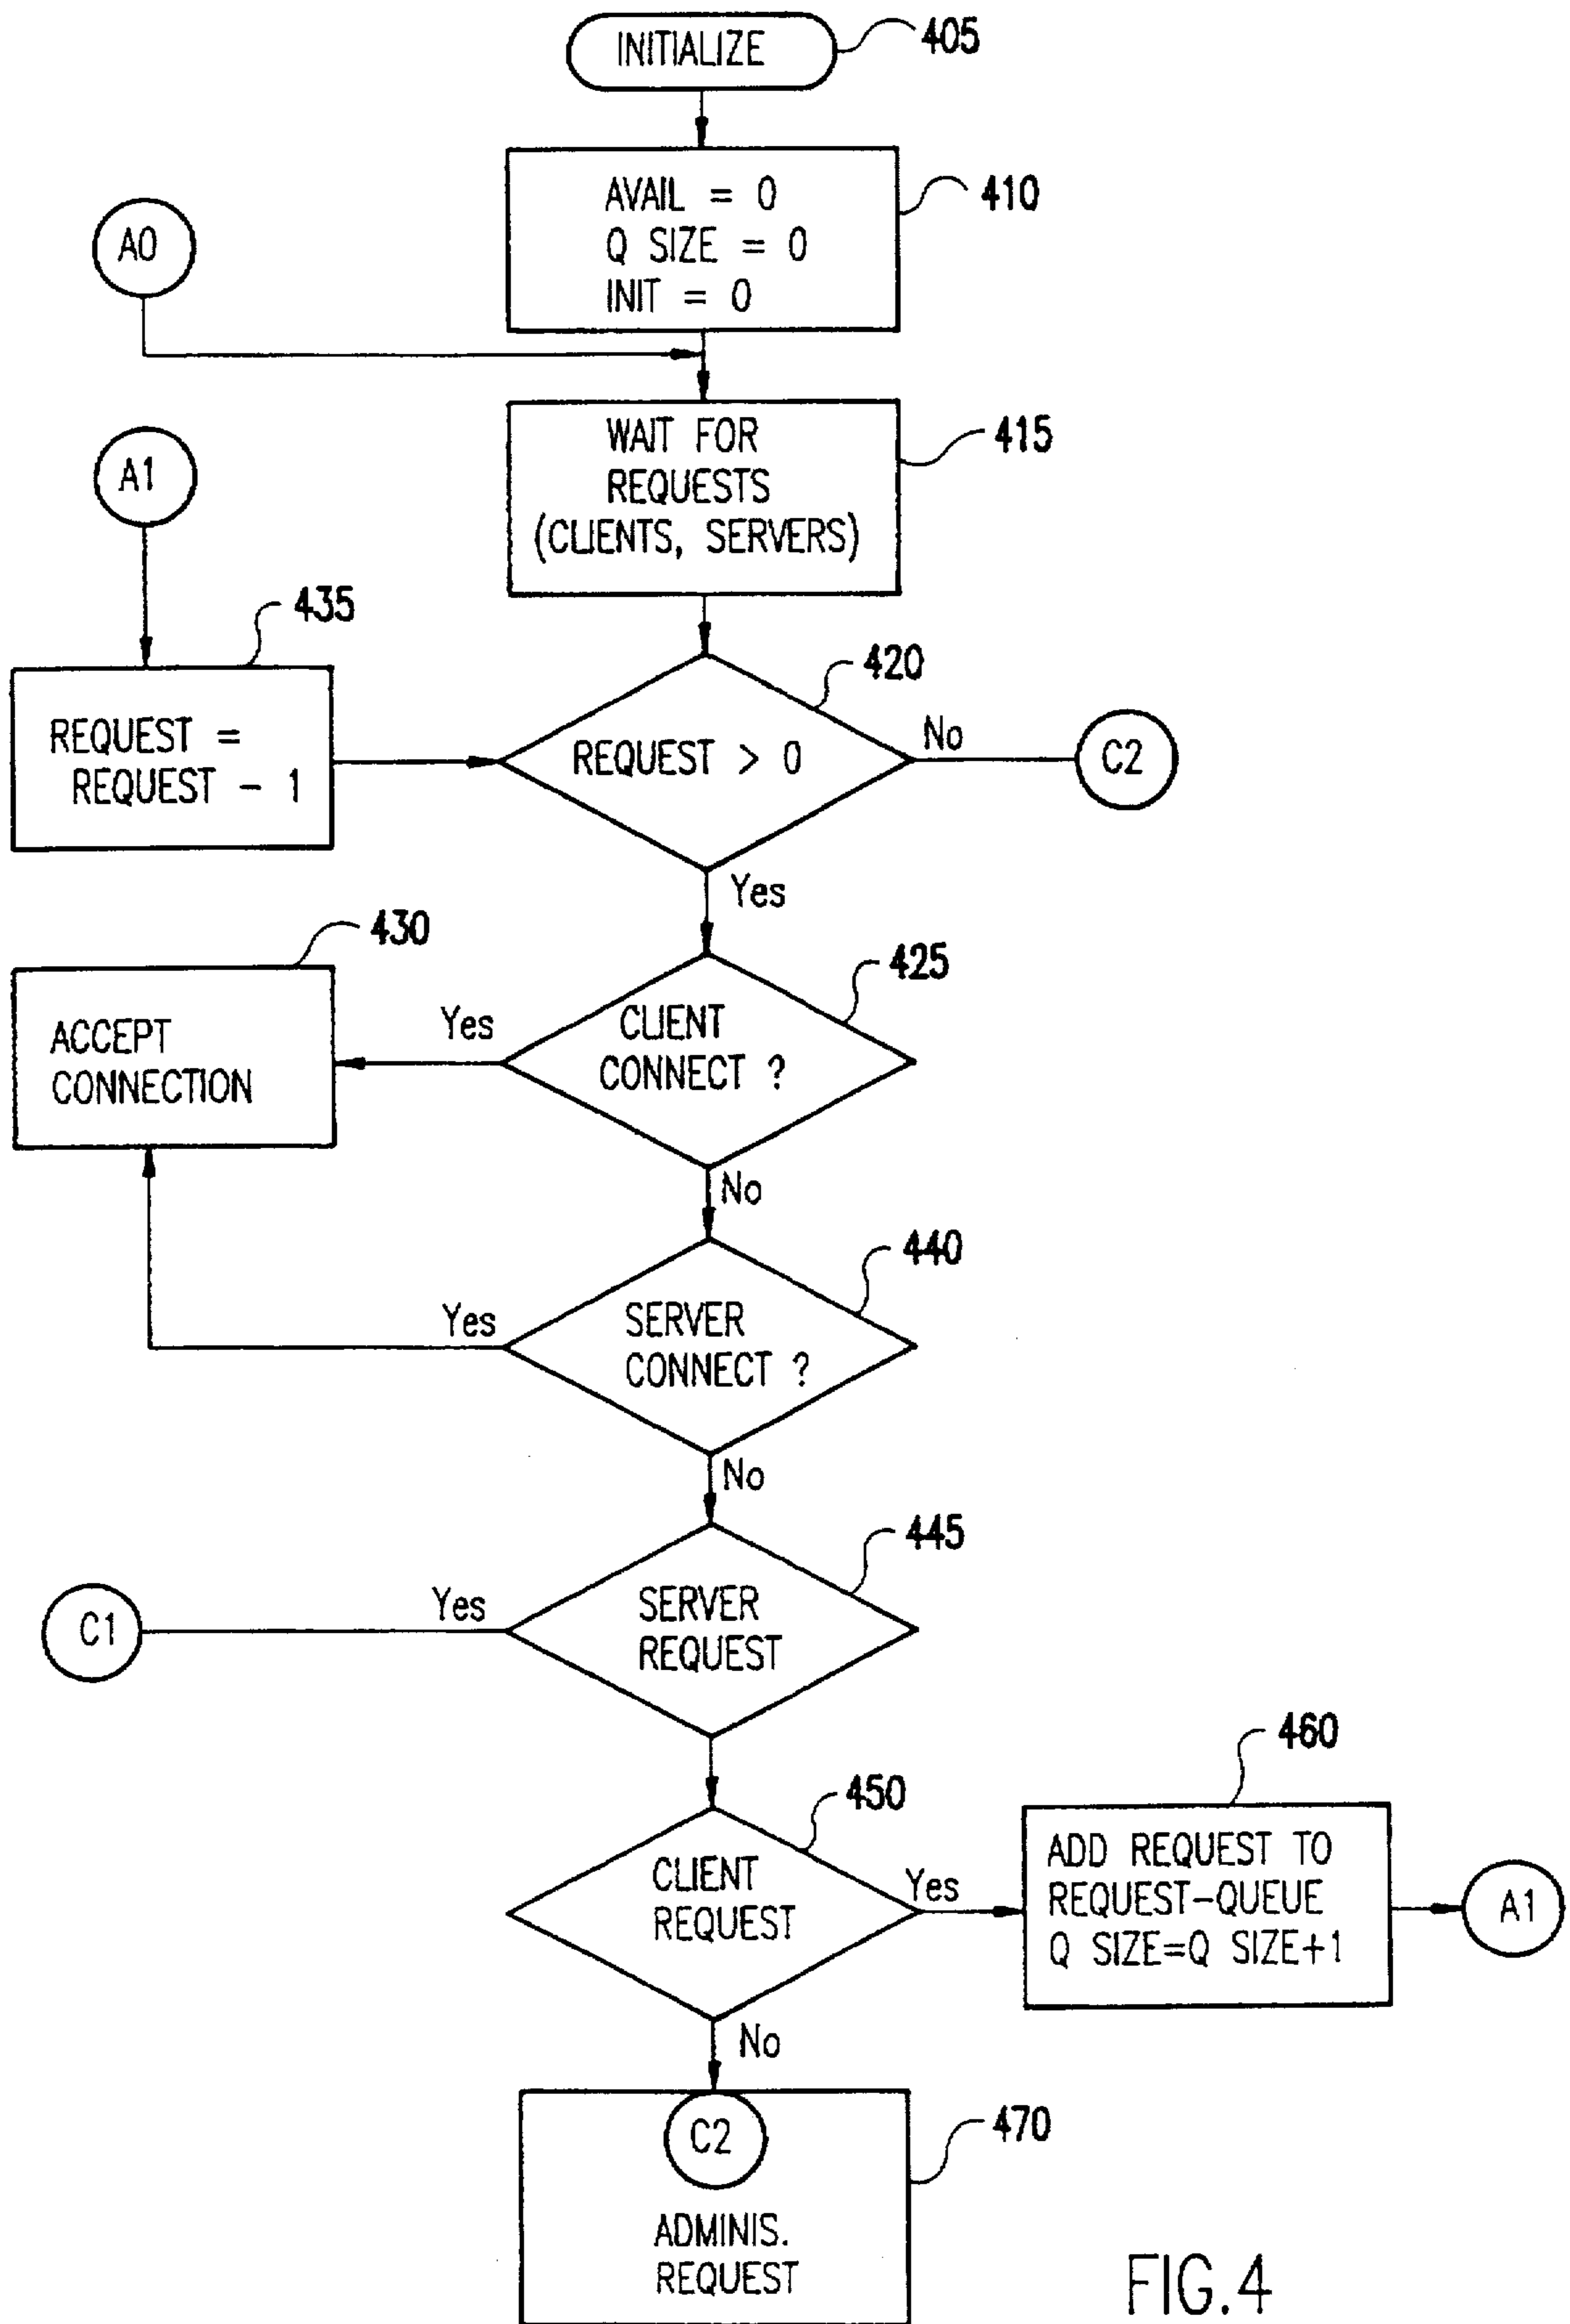 INITIALIZE
405
AVAIL = 0
Q SIZE = 0
INIT = 0
410
A0
WAIT FOR
REQUESTS
(CLIENTS, SERVERS)
415
A1
435
REQUEST =
REQUEST - 1
420
REQUEST > 0
No
C2
Yes
430
ACCEPT
CONNECTION
425
Yes
CLIENT
CONNECT ?
No
440
Yes
SERVER
CONNECT ?
No
445
C1
Yes
SERVER
REQUEST
450
CLIENT
REQUEST
Yes
460
ADD REQUEST TO
REQUEST-QUEUE
Q SIZE=Q SIZE+1
A1
No
C2
470
ADMINIS.
REQUEST
FIG.4